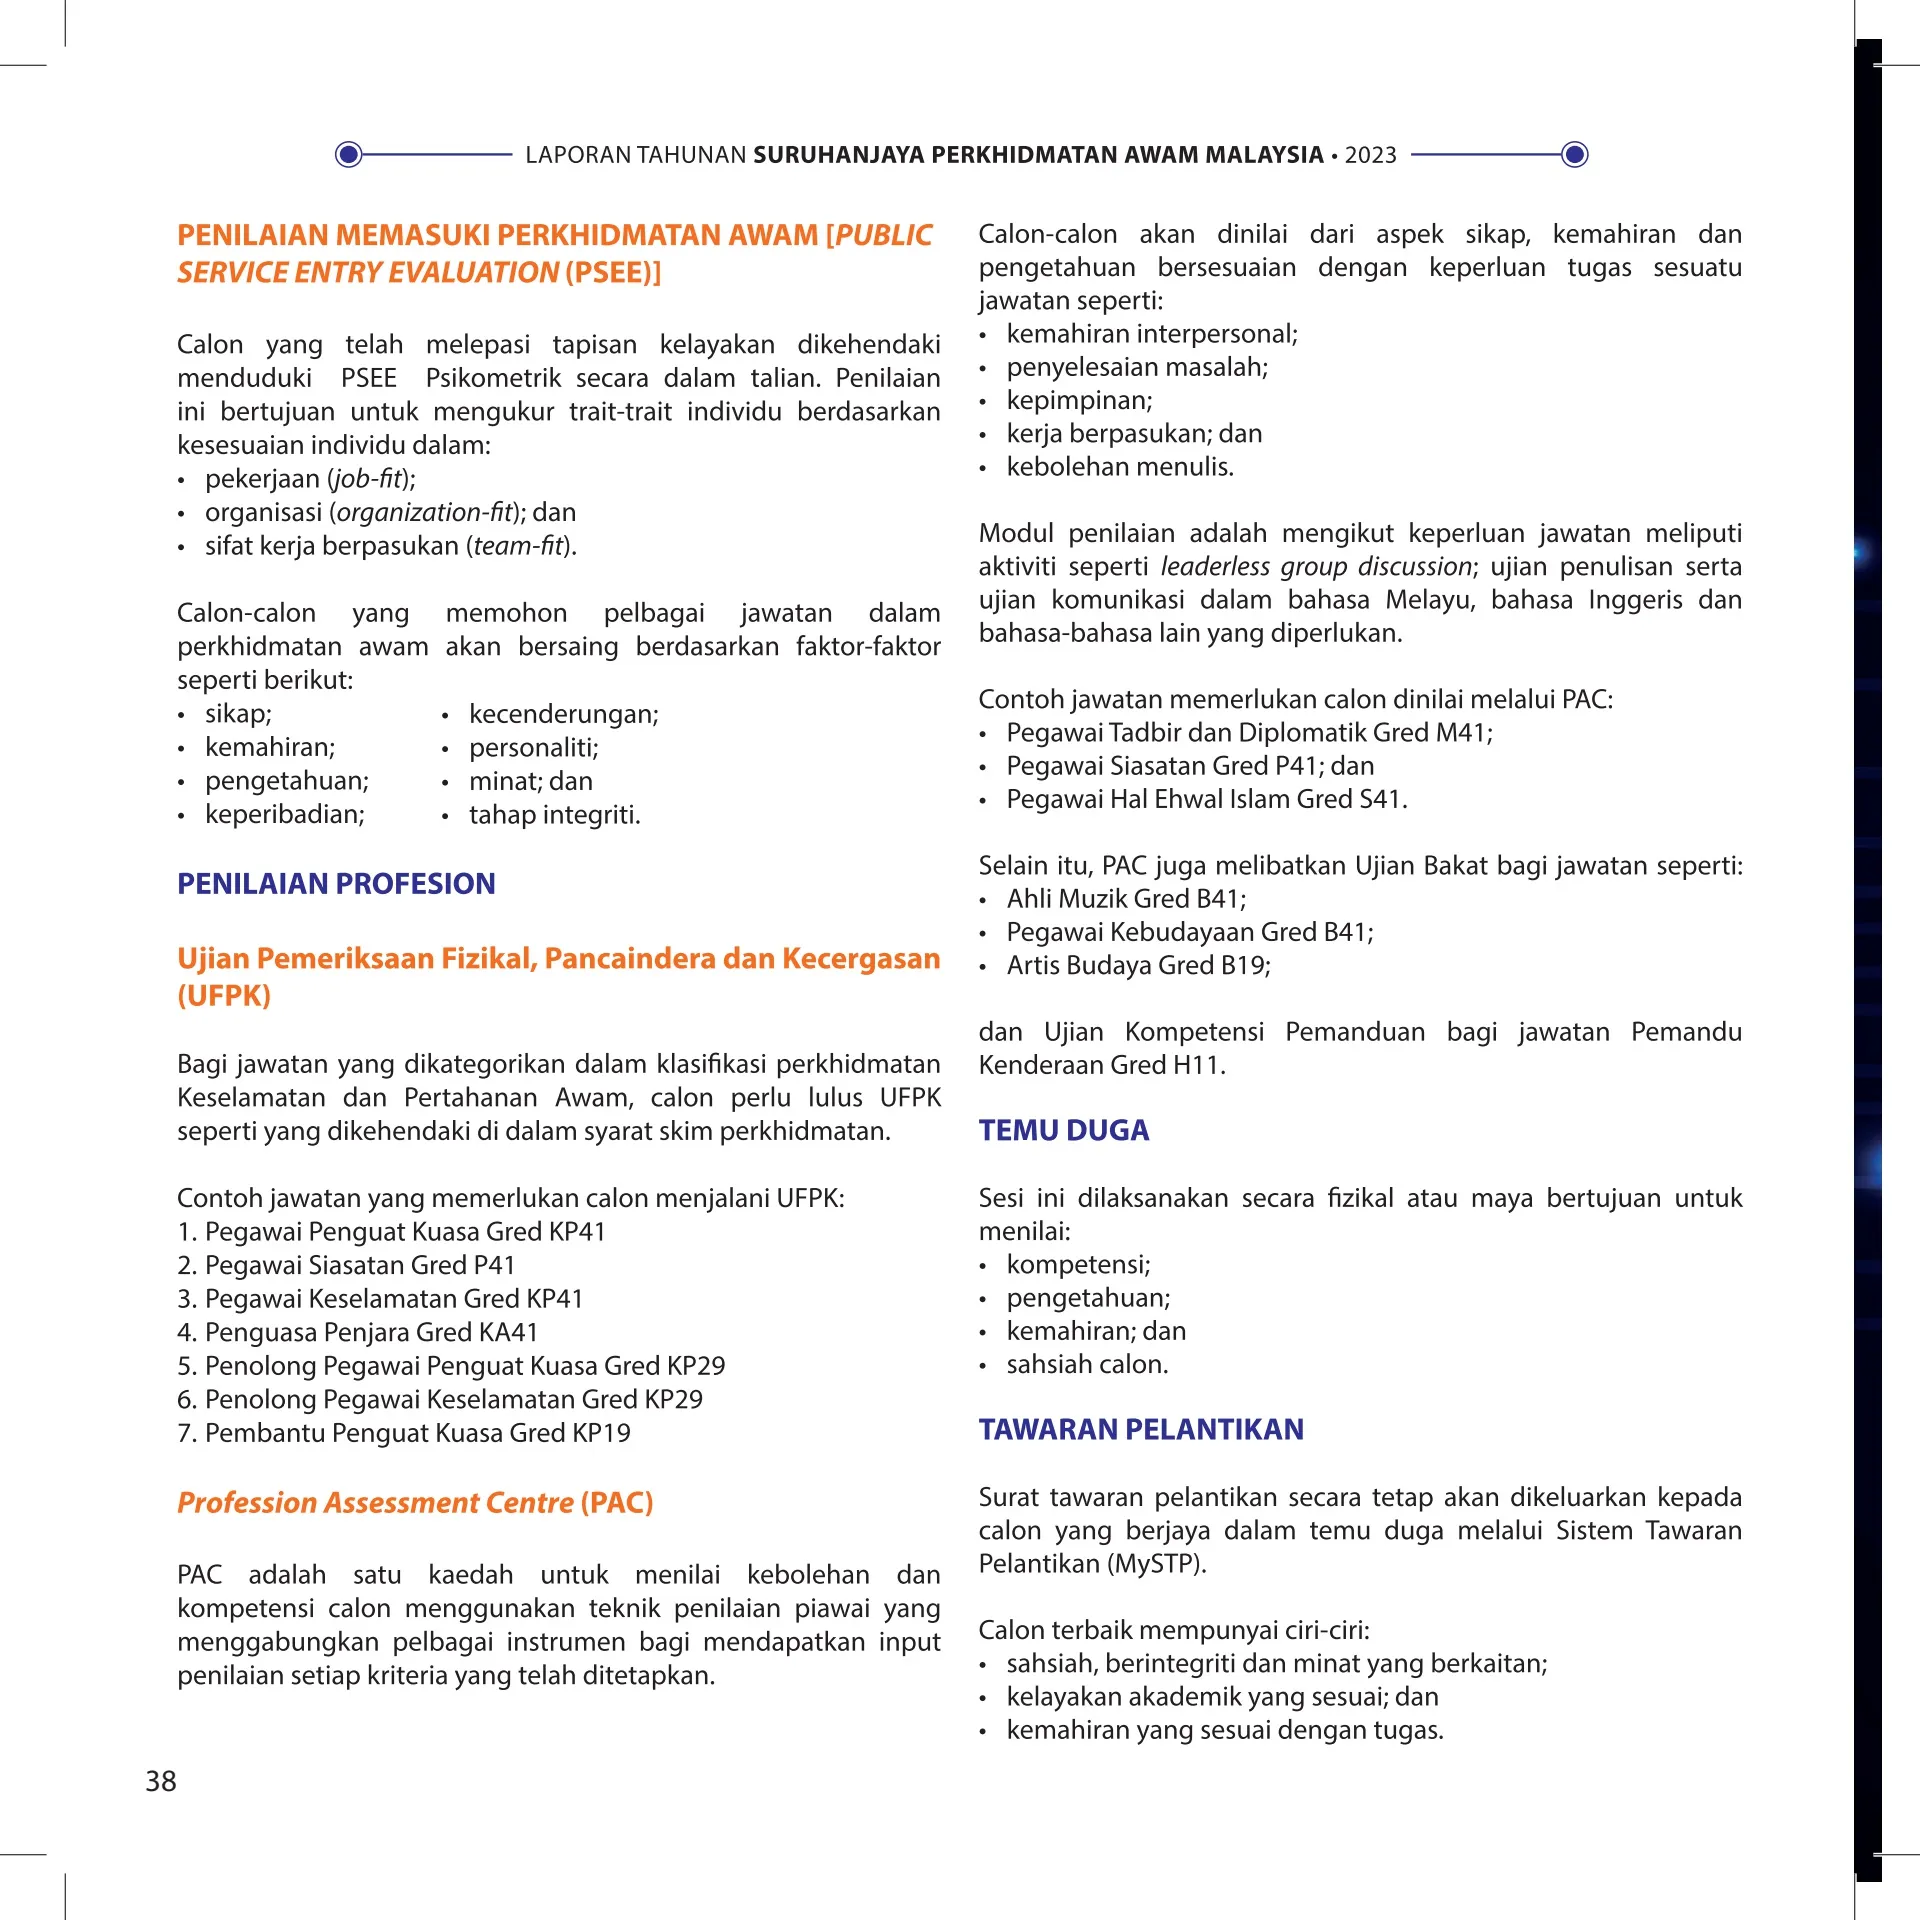 LAPORAN TAHUNAN SURUHANJAYA PERKHIDMATAN AWAM MALAYSIA • 2023
PENILAIAN MEMASUKI PERKHIDMATAN AWAM [PUBLIC
SERVICE ENTRY EVALUATION (PSEE)]
Calon yang telah melepasi tapisan kelayakan dikehendaki
menduduki PSEE Psikometrik secara dalam talian. Penilaian
ini bertujuan untuk mengukur trait-trait individu berdasarkan
kesesuaian individu dalam:
• pekerjaan (job-fit);
• organisasi (organization-fit); dan
• sifat kerja berpasukan (team-fit).
Calon-calon yang memohon pelbagai jawatan dalam
perkhidmatan awam akan bersaing berdasarkan faktor-faktor
seperti berikut:
• sikap;
• kemahiran;
• pengetahuan;
• keperibadian;
• kecenderungan;
• personaliti;
• minat; dan
• tahap integriti.
PENILAIAN PROFESION
Ujian Pemeriksaan Fizikal, Pancaindera dan Kecergasan
(UFPK)
Bagi jawatan yang dikategorikan dalam klasifikasi perkhidmatan
Keselamatan dan Pertahanan Awam, calon perlu lulus UFPK
seperti yang dikehendaki di dalam syarat skim perkhidmatan.
Contoh jawatan yang memerlukan calon menjalani UFPK:
1. Pegawai Penguat Kuasa Gred KP41
2. Pegawai Siasatan Gred P41
3. Pegawai Keselamatan Gred KP41
4. Penguasa Penjara Gred KA41
5. Penolong Pegawai Penguat Kuasa Gred KP29
6. Penolong Pegawai Keselamatan Gred KP29
7. Pembantu Penguat Kuasa Gred KP19
Profession Assessment Centre (PAC)
PAC adalah satu kaedah untuk menilai kebolehan dan
kompetensi calon menggunakan teknik penilaian piawai yang
menggabungkan pelbagai instrumen bagi mendapatkan input
penilaian setiap kriteria yang telah ditetapkan.
Calon-calon akan dinilai dari aspek sikap, kemahiran dan
pengetahuan bersesuaian dengan keperluan tugas sesuatu
jawatan seperti:
• kemahiran interpersonal;
• penyelesaian masalah;
• kepimpinan;
• kerja berpasukan; dan
• kebolehan menulis.
Modul penilaian adalah mengikut keperluan jawatan meliputi
aktiviti seperti leaderless group discussion; ujian penulisan serta
ujian komunikasi dalam bahasa Melayu, bahasa Inggeris dan
bahasa-bahasa lain yang diperlukan.
Contoh jawatan memerlukan calon dinilai melalui PAC:
• Pegawai Tadbir dan Diplomatik Gred M41;
• Pegawai Siasatan Gred P41; dan
• Pegawai Hal Ehwal Islam Gred S41.
Selain itu, PAC juga melibatkan Ujian Bakat bagi jawatan seperti:
• Ahli Muzik Gred B41;
• Pegawai Kebudayaan Gred B41;
• Artis Budaya Gred B19;
dan Ujian Kompetensi Pemanduan bagi jawatan Pemandu
Kenderaan Gred H11.
TEMU DUGA
Sesi ini dilaksanakan secara fizikal atau maya bertujuan untuk
menilai:
• kompetensi;
• pengetahuan;
• kemahiran; dan
• sahsiah calon.
TAWARAN PELANTIKAN
Surat tawaran pelantikan secara tetap akan dikeluarkan kepada
calon yang berjaya dalam temu duga melalui Sistem Tawaran
Pelantikan (MySTP).
Calon terbaik mempunyai ciri-ciri:
• sahsiah, berintegriti dan minat yang berkaitan;
• kelayakan akademik yang sesuai; dan
• kemahiran yang sesuai dengan tugas.
38